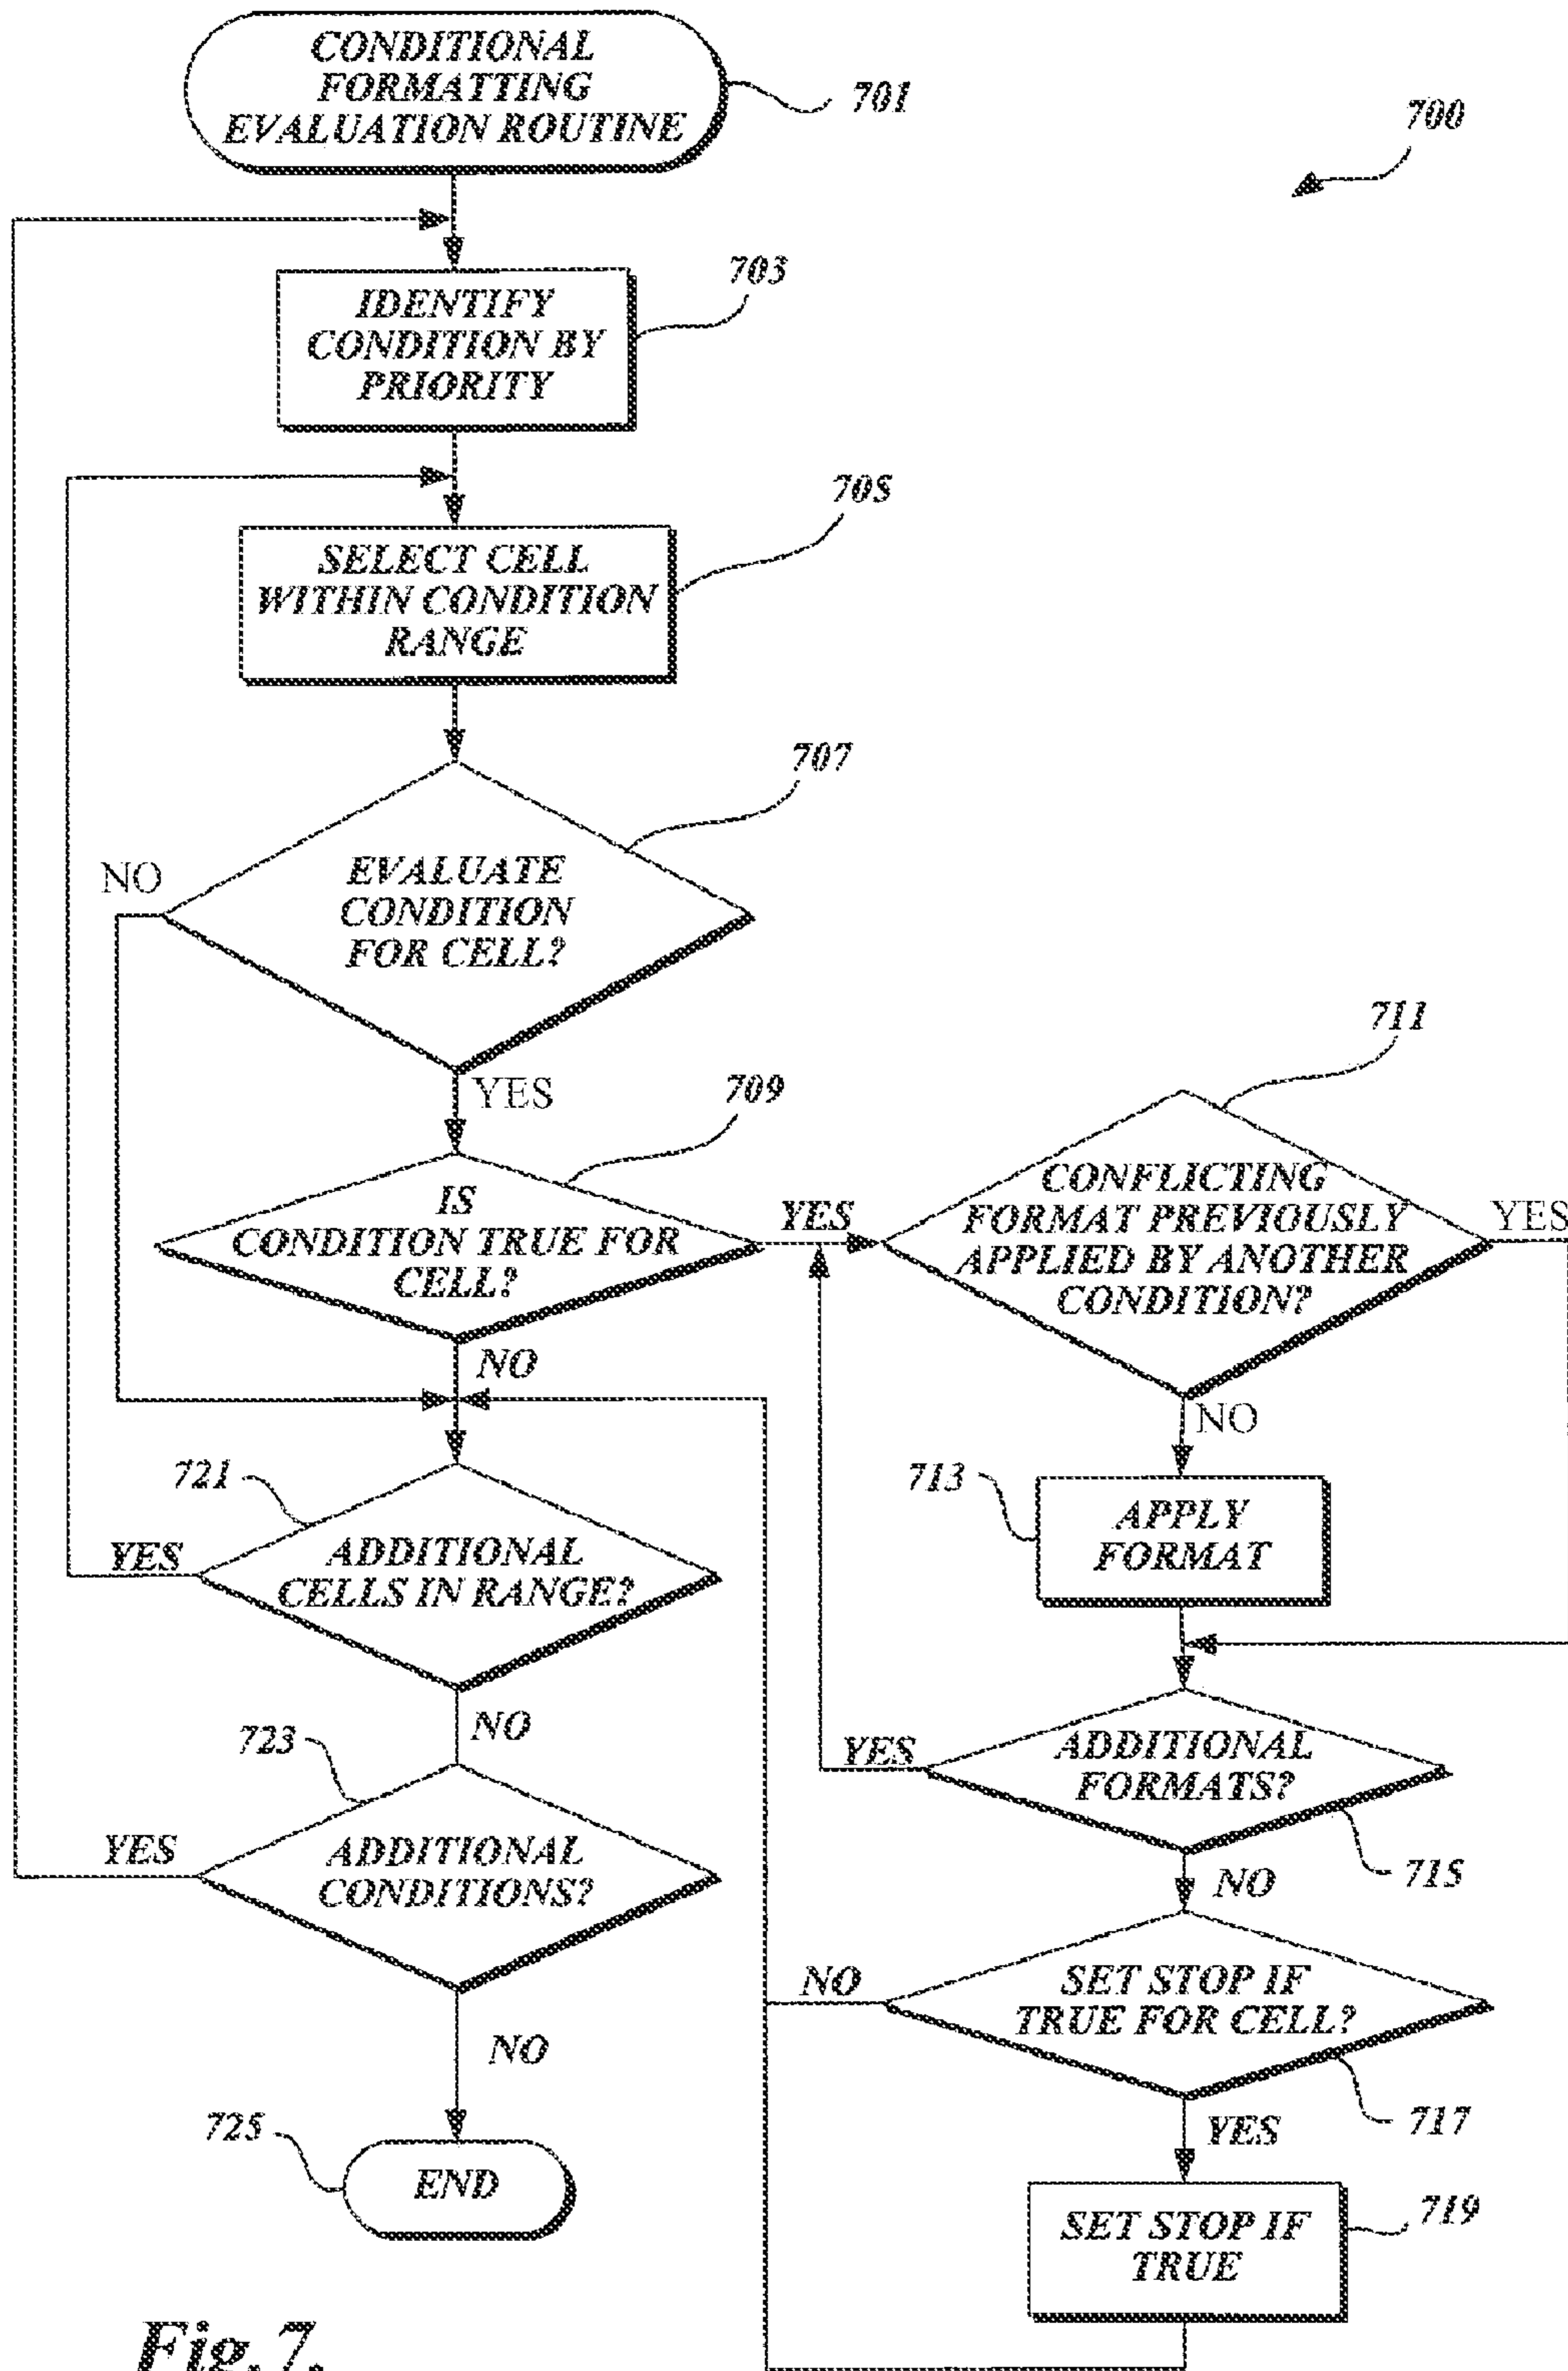 CONDITIONAL
FORMATTING
EVALUATION ROUTINE
701
700
IDENTIFY
CONDITION BY
PRIORITY
703
SELECT CELL
WITHIN CONDITION
RANGE
705
EVALUATE
CONDITION
FOR CELL?
707
NO
YES
IS
CONDITION TRUE FOR
CELL?
709
YES
NO
CONFLICTING
FORMAT PREVIOUSLY
APPLIED BY ANOTHER
CONDITION?
711
YES
NO
713
APPLY
FORMAT
721
ADDITIONAL
CELLS IN RANGE?
YES
NO
ADDITIONAL
FORMATS?
715
YES
NO
723
ADDITIONAL
CONDITIONS?
YES
NO
SET STOP IF
TRUE FOR CELL?
717
NO
YES
725
END
SET STOP IF
TRUE
719
Fig.7.